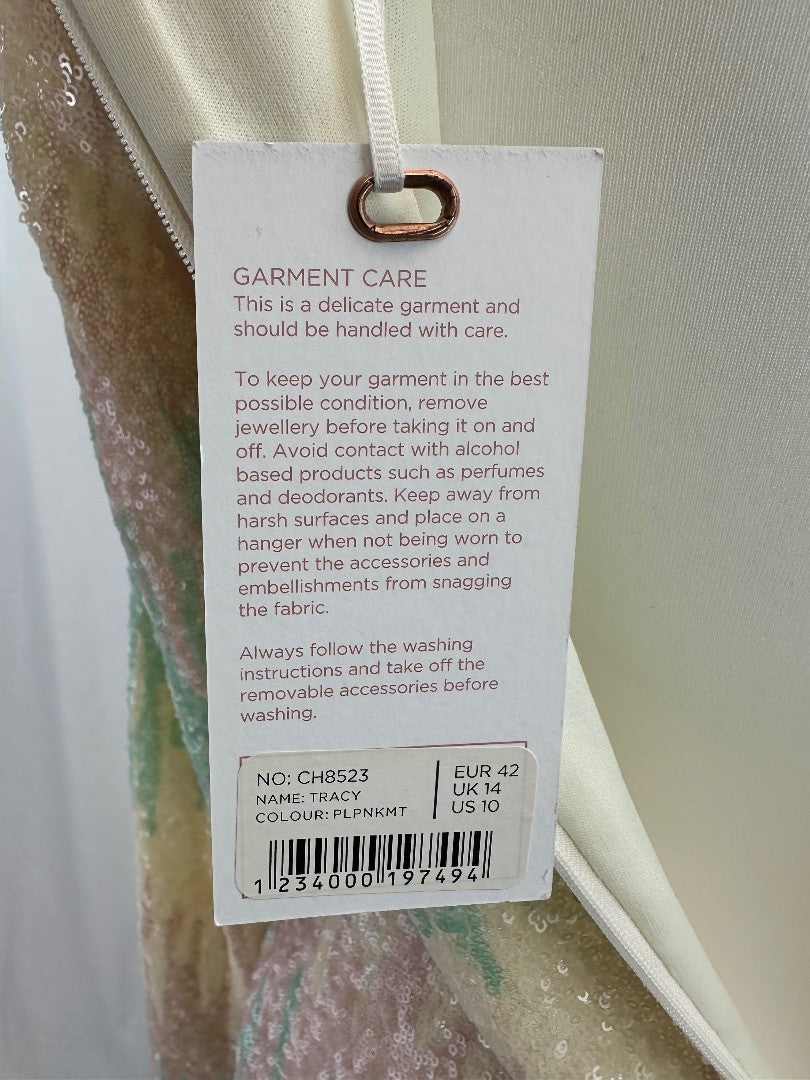 GARMENT CARE
This is a delicate garment and
should be handled with care.
To keep your garment in the best
possible condition, remove
jewellery before taking it on and
off. Avoid contact with alcohol
based products such as perfumes
and deodorants. Keep away from
harsh surfaces and place on a
hanger when not being worn to
prevent the accessories and
embellishments from snagging
the fabric.
Always follow the washing
instructions and take off the
removable accessories before
washing.
NO: CH8523
NAME: TRACY
COLOUR: PLPNKMT
EUR 42
UK 14
US 10
1 234000 197494